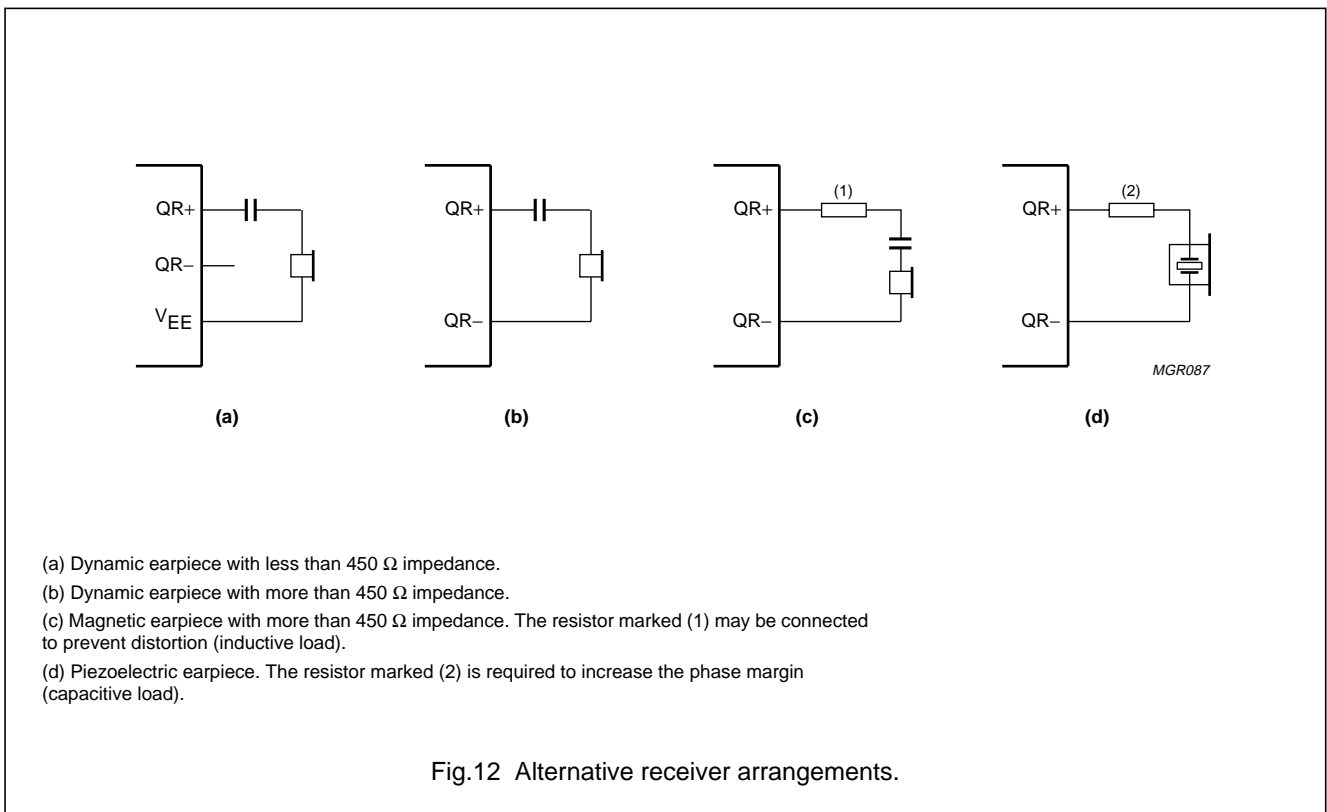 QR+
QR−
VEE
(a)
QR+
QR−
(b)
(1)
QR+
QR−
(c)
(2)
QR+
QR−
MGR087
(d)
(a) Dynamic earpiece with less than 450 Ω impedance.
(b) Dynamic earpiece with more than 450 Ω impedance.
(c) Magnetic earpiece with more than 450 Ω impedance. The resistor marked (1) may be connected
to prevent distortion (inductive load).
(d) Piezoelectric earpiece. The resistor marked (2) is required to increase the phase margin
(capacitive load).
Fig.12 Alternative receiver arrangements.